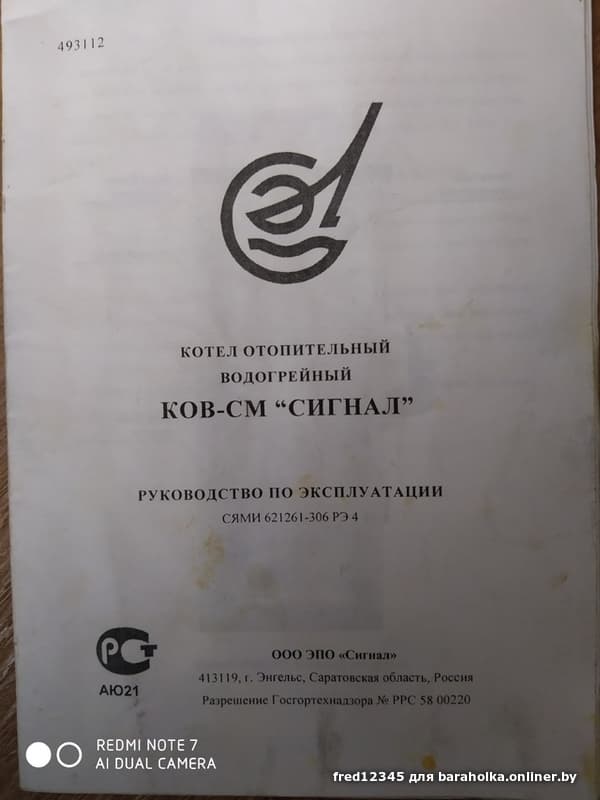 493112
КОТЕЛ ОТОПИТЕЛЬНЫЙ
ВОДОГРЕЙНЫЙ
КОВ-СМ “СИГНАЛ”
РУКОВОДСТВО ПО ЭКСПЛУАТАЦИИ
СЯМИ 621261-306 РЭ 4
РСТ
АЮ21
ООО ЭПО «Сигнал»
413119, г. Энгельс, Саратовская область, Россия
Разрешение Госгортехнадзора № РРС 58 00220
REDMI NOTE 7
AI DUAL CAMERA
fred12345 для baraholka.onliner.by